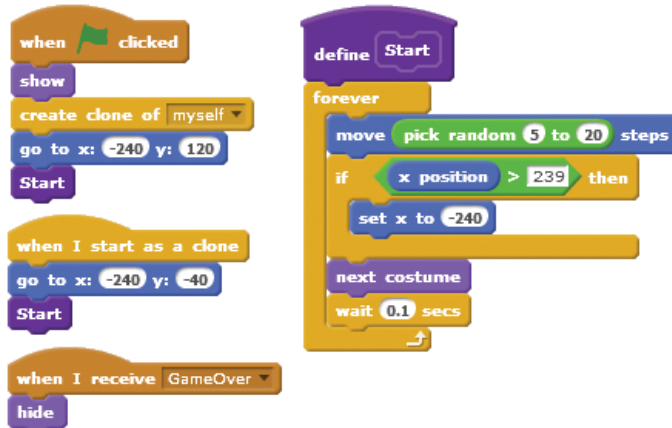 when clicked
show
create clone of myself
go to x: -240 y: 120
Start
when I start as a clone
go to x: -240 y: -40
Start
when I receive GameOver
hide
define Start
forever
move pick random 5 to 20 steps
if x position > 239 then
set x to -240
next costume
wait 0.1 secs